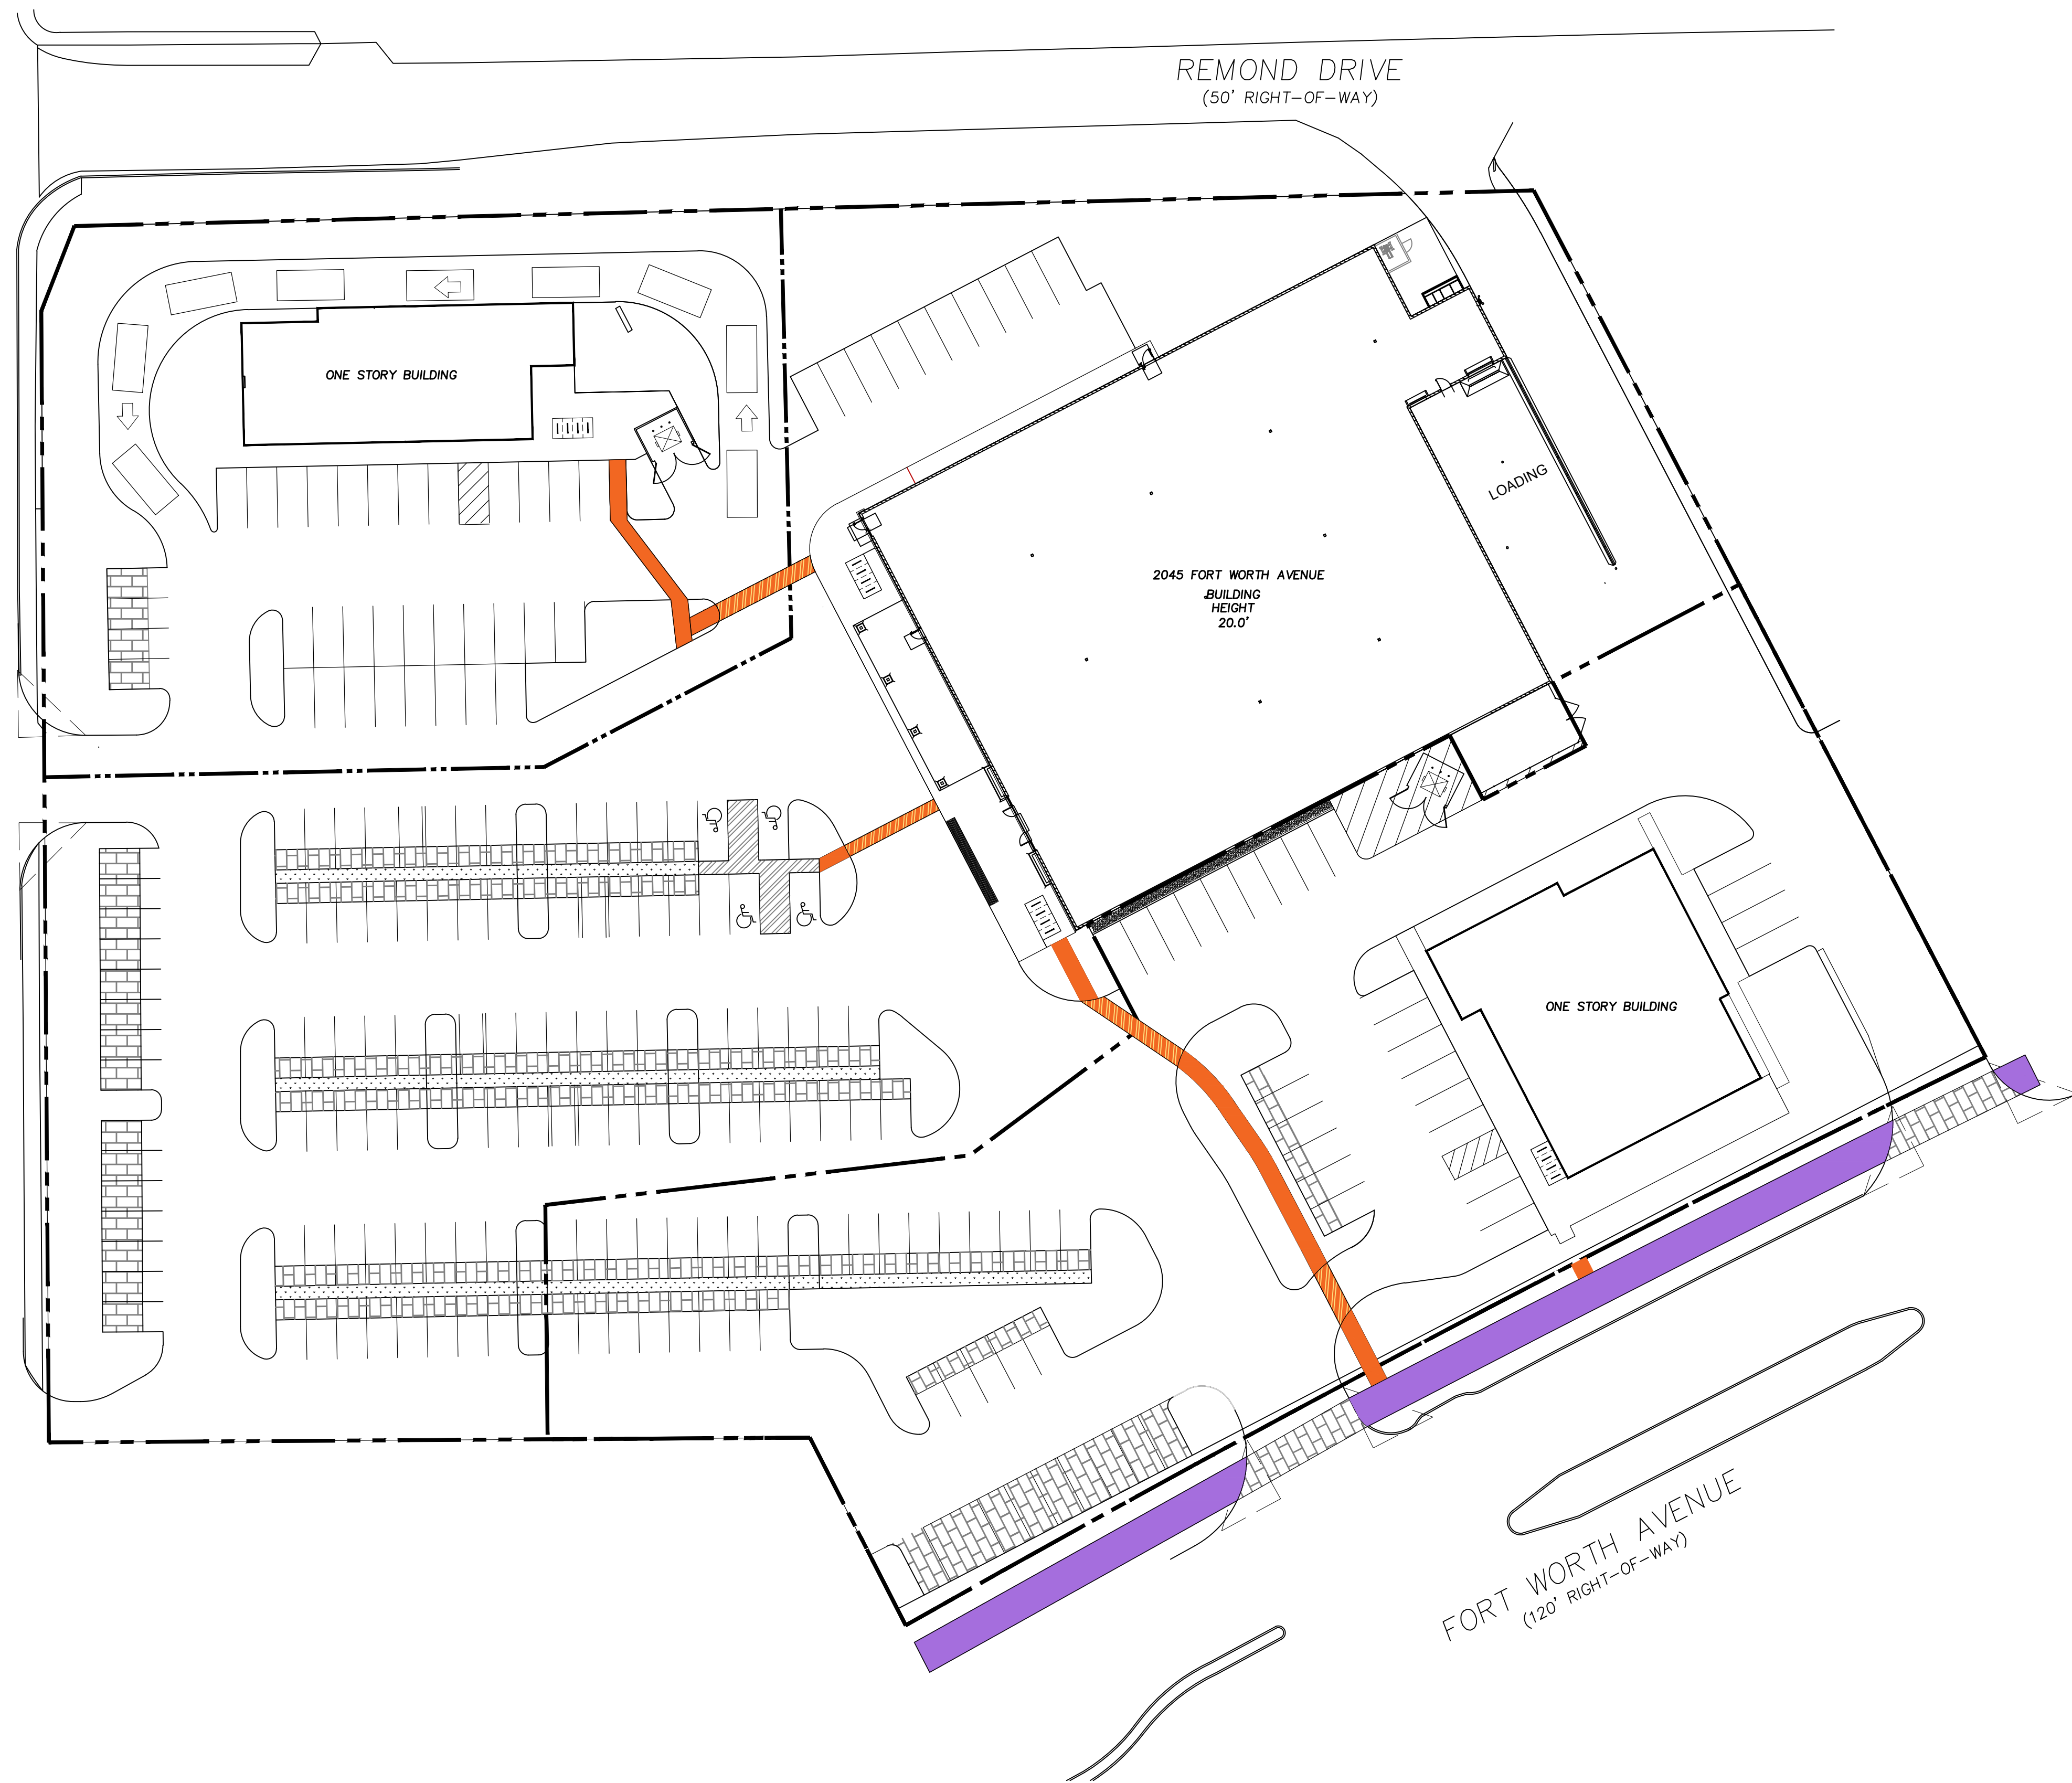 REMOND DRIVE
(50' RIGHT-OF-WAY)
ONE STORY BUILDING
LOADING
2045 FORT WORTH AVENUE
BUILDING
HEIGHT
20.0'
ONE STORY BUILDING
FORT WORTH AVENUE
(120' RIGHT-OF-WAY)